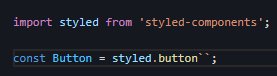 import styled from 'styled-components';
const Button = styled.button``;